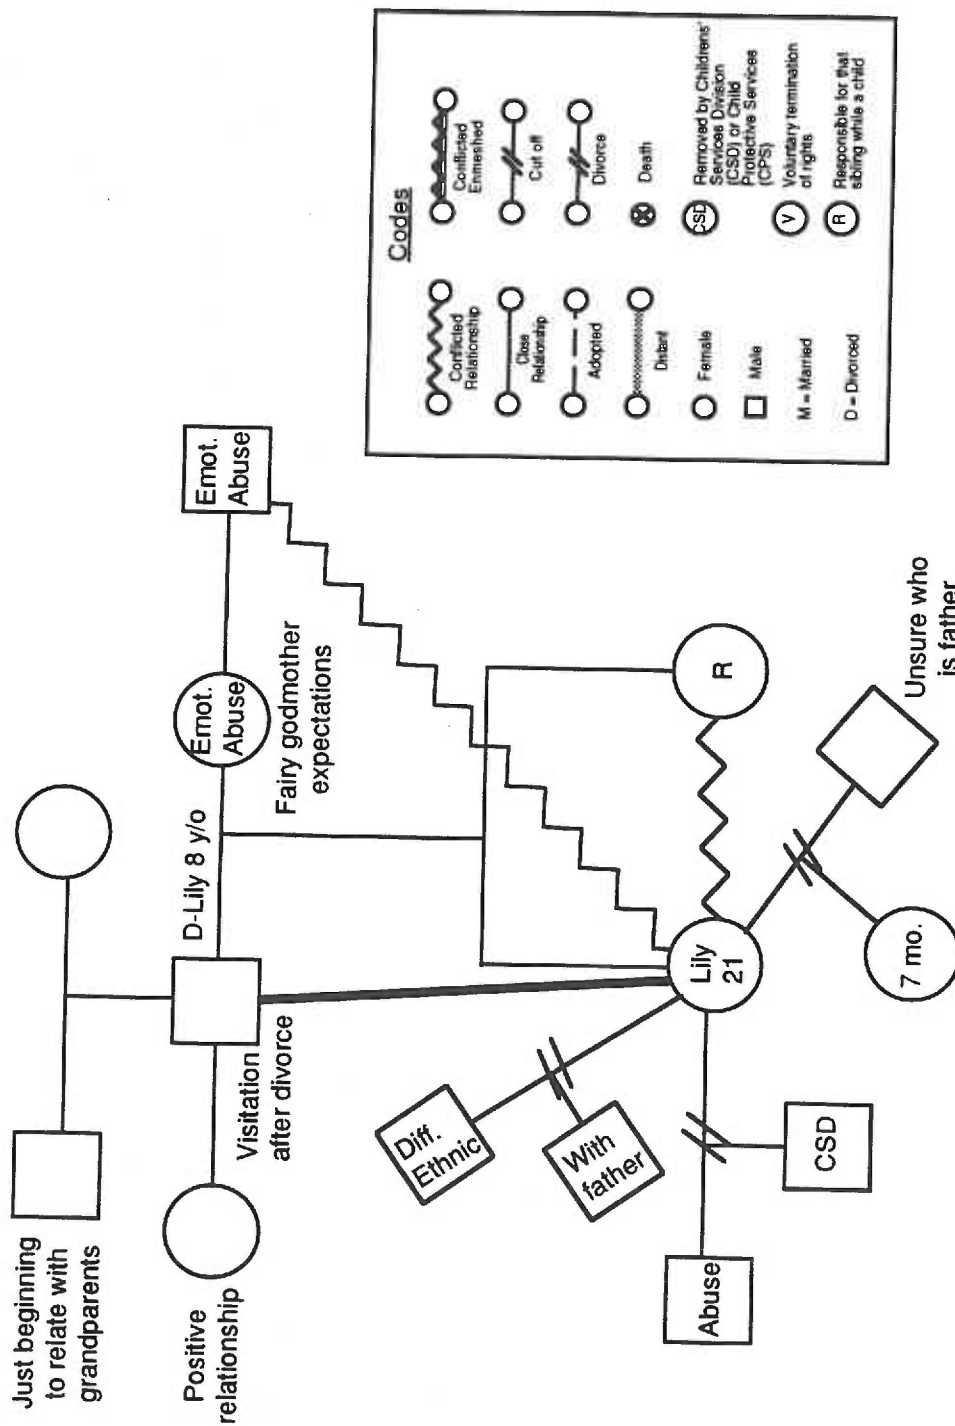 Just beginning
to relate with
grandparents
Positive
relationship
Visitation
after divorce
D-Lily 8 y/o
Emot.
Abuse
Fairy godmother
expectations
Emot.
Abuse
Diff.
Ethnic
With
father
Abuse
CSD
Lily
21
R
7 mo.
Unsure who
is father
Codes
Conflicted
Relationship
Close
Relationship
Adopted
Distant
Female
Male
M = Married
D = Divorced
Conflicted
Enmeshed
Cut off
Divorce
Death
CSD
Removed by Childrens'
Services Division
(CSD) or Child
Protective Services
(CPS)
V
Voluntary termination
of rights
R
Responsible for that
sibling while a child